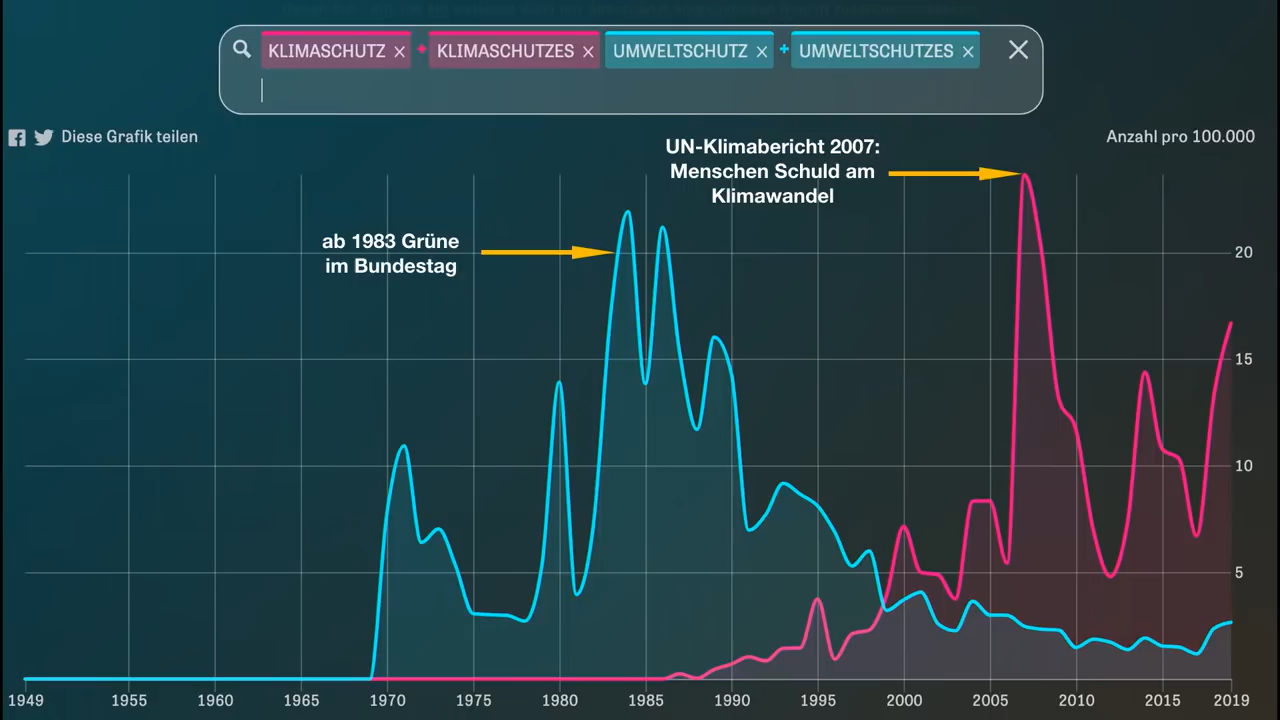 KLIMASCHUTZ × + KLIMASCHUTZES × UMWELTSCHUTZ × + UMWELTSCHUTZES ×
Diese Grafik teilen
Anzahl pro 100.000
UN-Klimabericht 2007:
Menschen Schuld am
Klimawandel
ab 1983 Grüne
im Bundestag
20
15
10
5
1949 1955 1960 1965 1970 1975 1980 1985 1990 1995 2000 2005 2010 2015 2019